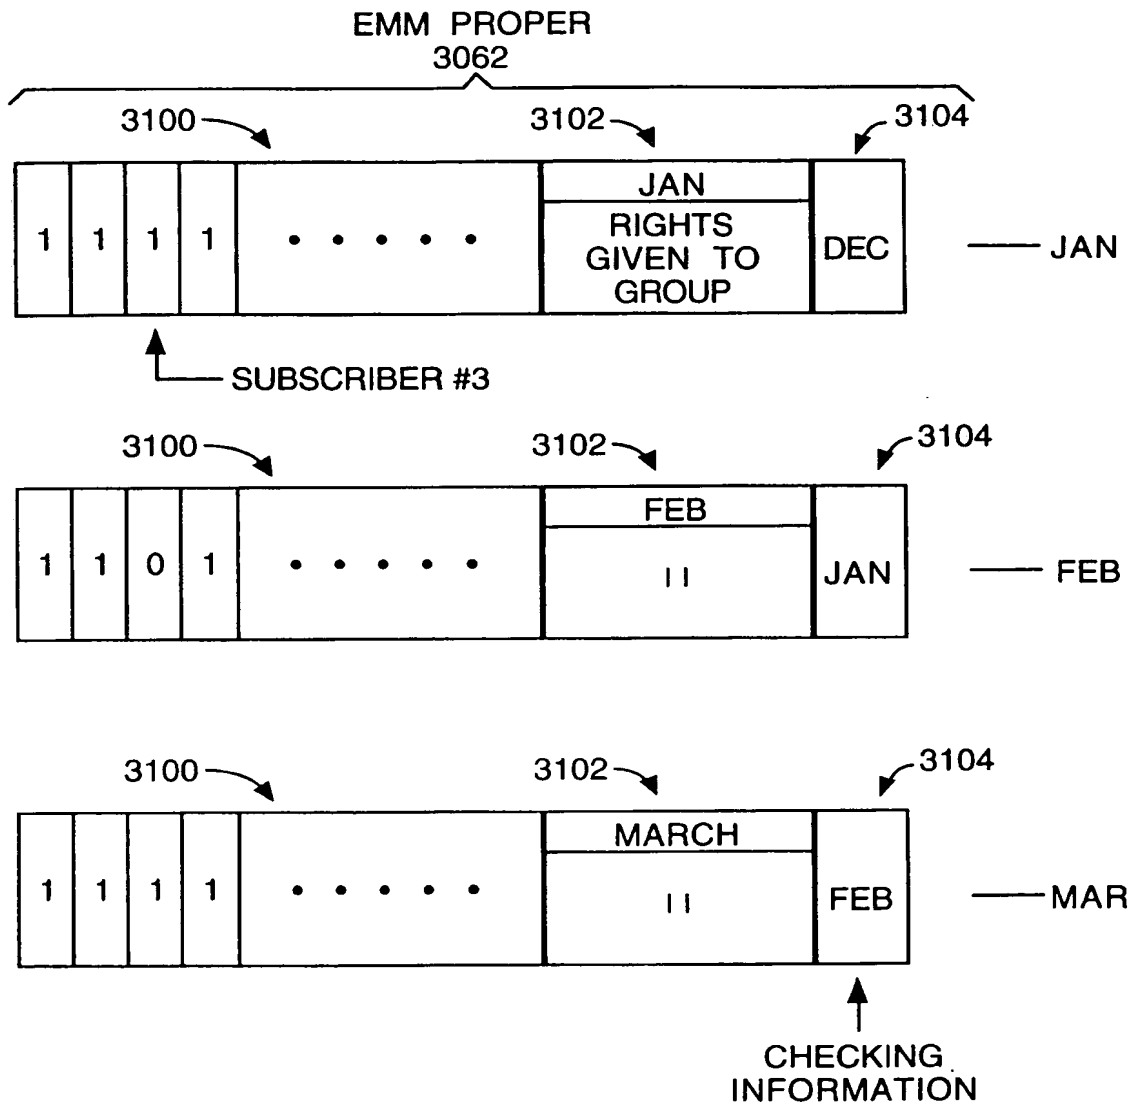 EMM PROPER
3062
3100
3102
3104
1 1 1 1 • • • • •
JAN
RIGHTS
GIVEN TO
GROUP
DEC
JAN
SUBSCRIBER #3
3100
3102
3104
1 1 0 1 • • • • •
FEB
||
JAN
FEB
3100
3102
3104
1 1 1 1 • • • • •
MARCH
||
FEB
MAR
CHECKING
INFORMATION